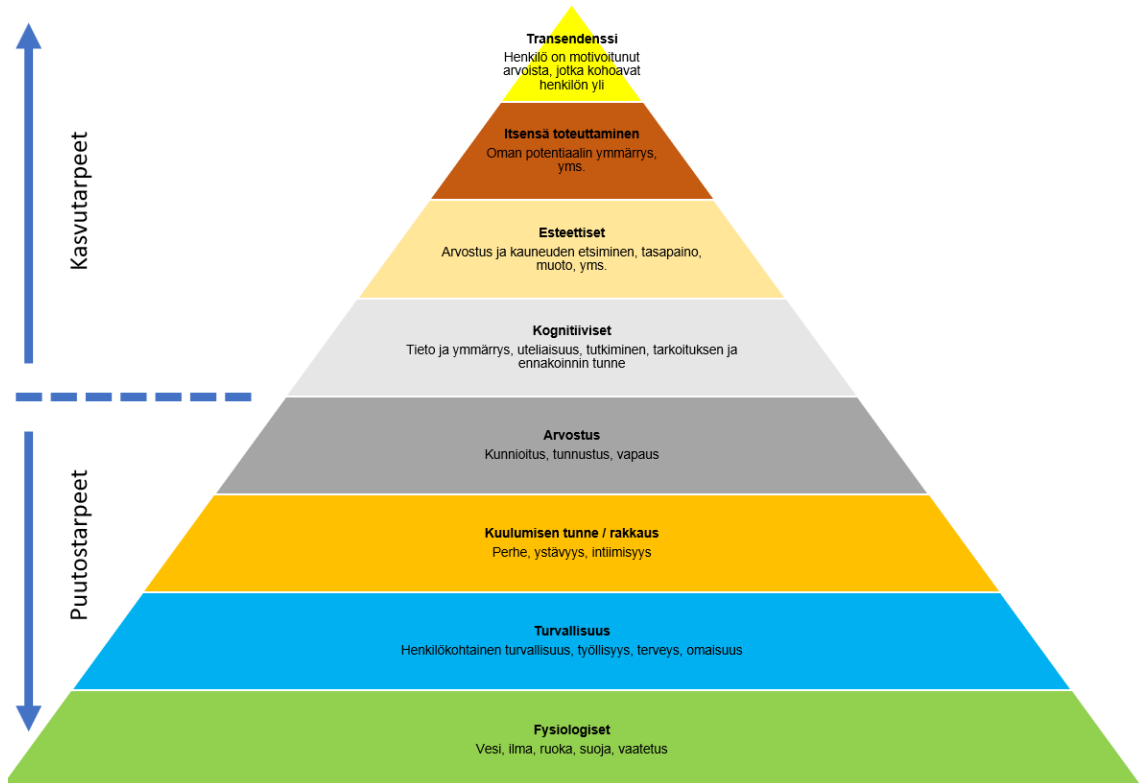 Transendenssi
Henkilö on motivoitunut
arvoista, jotka kohoavat
henkilön yli
Itsensä toteuttaminen
Oman potentiaalin ymmärrys,
yms.
Esteettiset
Arvostus ja kauneuden etsiminen, tasapaino,
muoto, yms.
Kognitiiviset
Tieto ja ymmärrys, uteliaisuus, tutkiminen, tarkoituksen ja
ennakoinnin tunne
Arvostus
Kunnioitus, tunnustus, vapaus
Kuulumisen tunne / rakkaus
Perhe, ystävyys, intiimisyys
Turvallisuus
Henkilökohtainen turvallisuus, työllisyys, terveys, omaisuus
Fysiologiset
Vesi, ilma, ruoka, suoja, vaatetus
Kasvutarpeet
Puutostarpeet